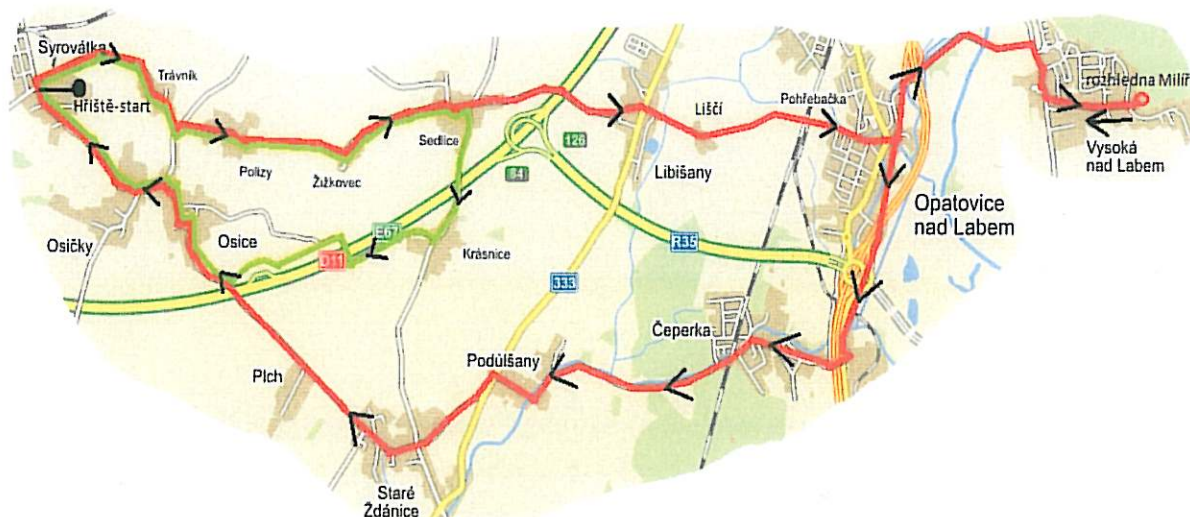 Syrovátka
Trávník
Hřiště-start
Polizy
Žižkovec
Sedlice
126
84
Liščí
Pohřebačka
Libišany
rozhledna Milíř
Vysoká
nad Labem
Opatovice
nad Labem
Osičky
Osice
E67
D11
Krásnice
R35
333
Čeperka
Podůlšany
Plch
Staré
Ždánice